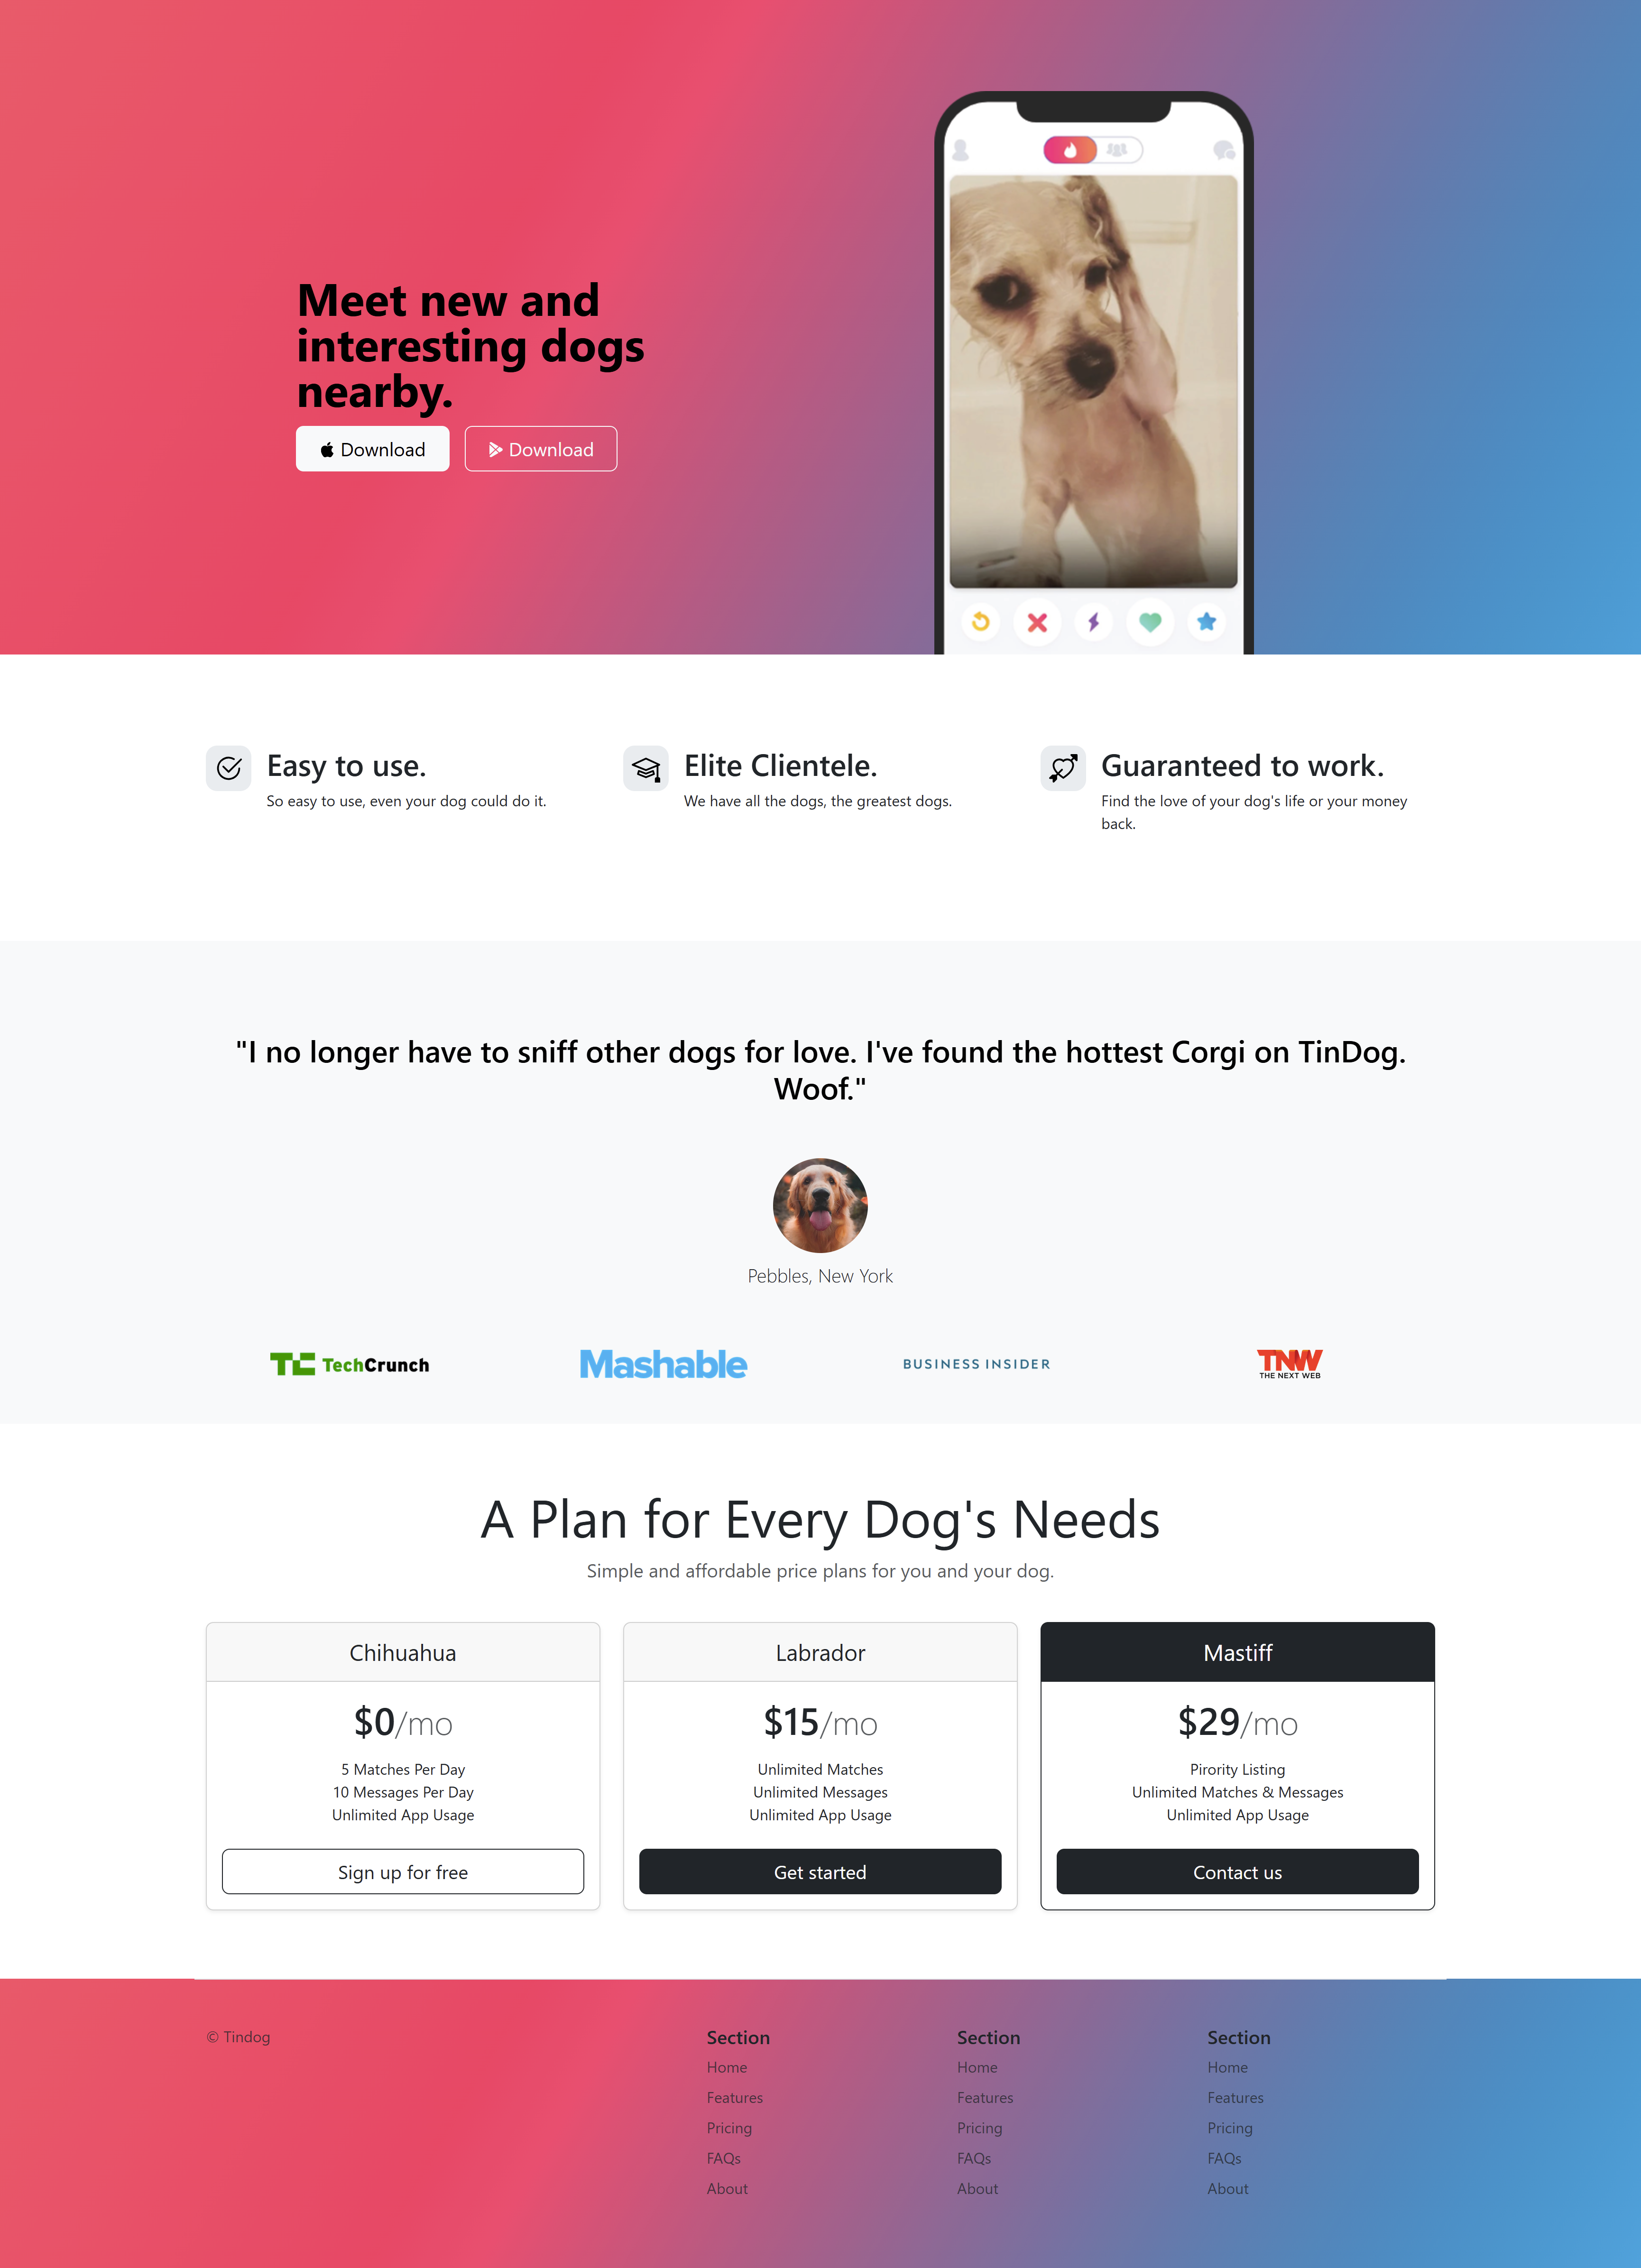 Meet new and
interesting dogs
nearby.
Download
Download
Easy to use.
So easy to use, even your dog could do it.
Elite Clientele.
We have all the dogs, the greatest dogs.
Guaranteed to work.
Find the love of your dog's life or your money
back.
"I no longer have to sniff other dogs for love. I've found the hottest Corgi on TinDog.
Woof."
Pebbles, New York
TC TechCrunch
Mashable
BUSINESS INSIDER
TNW
THE NEXT WEB
A Plan for Every Dog's Needs
Simple and affordable price plans for you and your dog.
Chihuahua
$0/mo
5 Matches Per Day
10 Messages Per Day
Unlimited App Usage
Sign up for free
Labrador
$15/mo
Unlimited Matches
Unlimited Messages
Unlimited App Usage
Get started
Mastiff
$29/mo
Pirority Listing
Unlimited Matches & Messages
Unlimited App Usage
Contact us
© Tindog
Section
Home
Features
Pricing
FAQs
About
Section
Home
Features
Pricing
FAQs
About
Section
Home
Features
Pricing
FAQs
About